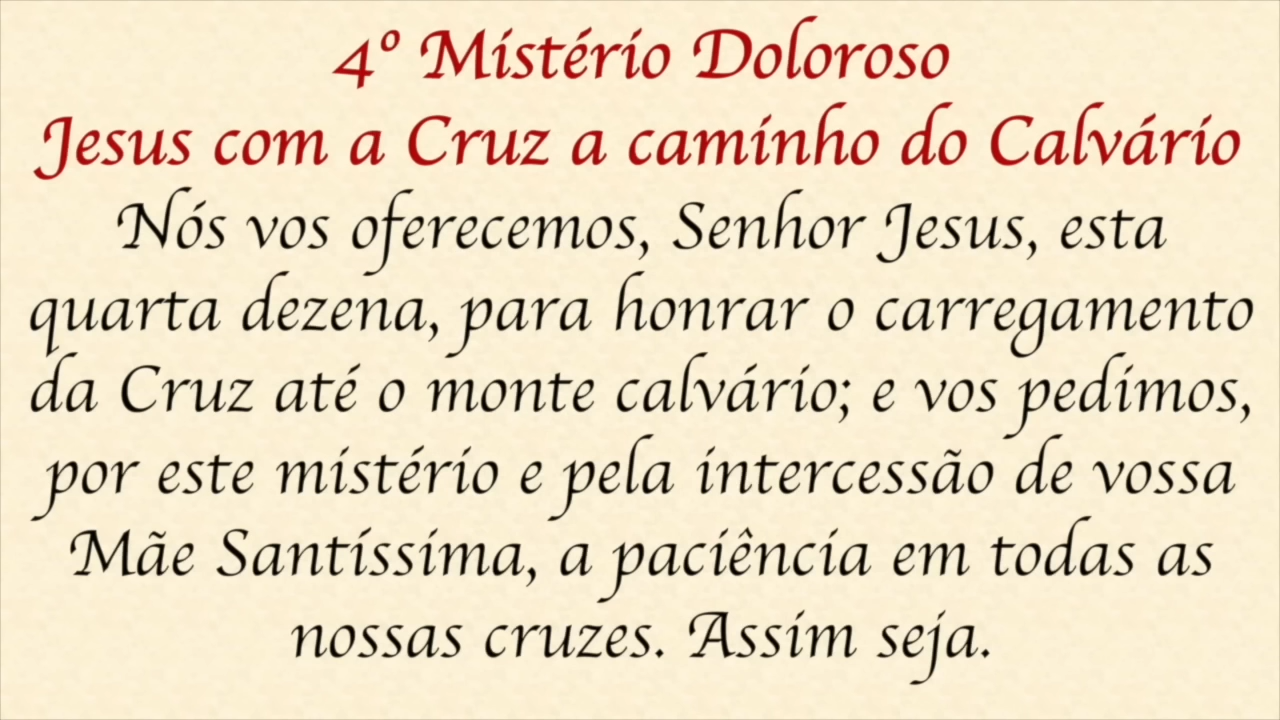 4º Mistério Doloroso
Jesus com a Cruz a caminho do Calvário
Nós vos oferecemos, Senhor Jesus, esta
quarta dezena, para honrar o carregamento
da Cruz até o monte calvário; e vos pedimos,
por este mistério e pela intercessão de vossa
Mãe Santíssima, a paciência em todas as
nossas cruzes. Assim seja.